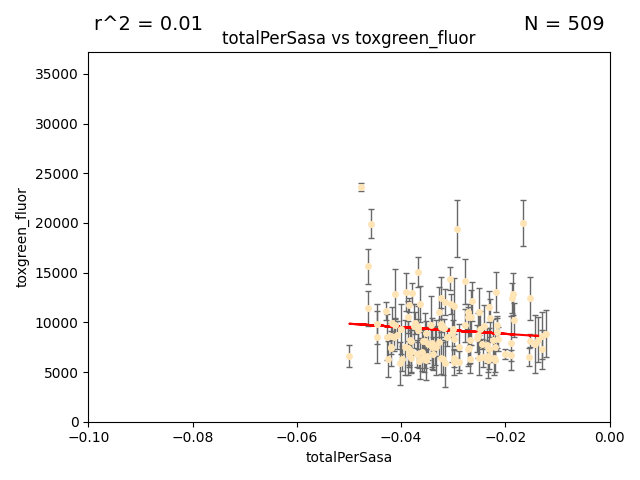 r^2 = 0.01
N = 509
totalPerSasa vs toxgreen_fluor
35000
30000
25000
20000
15000
10000
5000
0
toxgreen_fluor
−0.10
−0.08
−0.06
−0.04
−0.02
0.00
totalPerSasa